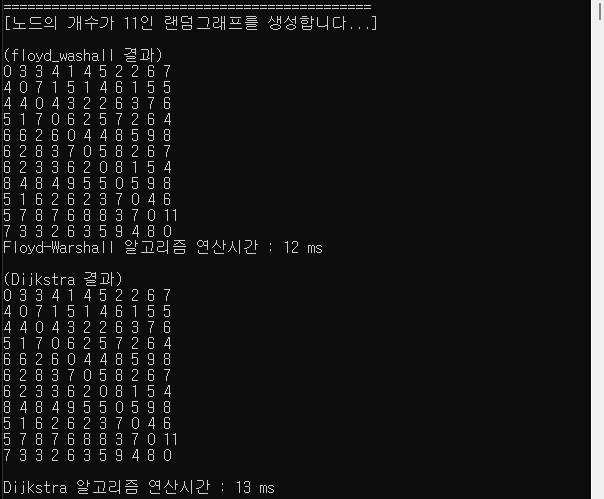 ==============================================
[노드의 개수가 11인 랜덤그래프를 생성합니다...]
(floyd_washall 결과)
0 3 3 4 1 4 5 2 2 6 7
4 0 7 1 5 1 4 6 1 5 5
4 4 0 4 3 2 2 6 3 7 6
5 1 7 0 6 2 5 7 2 6 4
6 6 2 6 0 4 4 8 5 9 8
6 2 8 3 7 0 5 8 2 6 7
6 2 3 3 6 2 0 8 1 5 4
8 4 8 4 9 5 5 0 5 9 8
5 1 6 2 6 2 3 7 0 4 6
5 7 8 7 6 8 8 3 7 0 11
7 3 3 2 6 3 5 9 4 8 0
Floyd-Warshall 알고리즘 연산시간 : 12 ms
(Dijkstra 결과)
0 3 3 4 1 4 5 2 2 6 7
4 0 7 1 5 1 4 6 1 5 5
4 4 0 4 3 2 2 6 3 7 6
5 1 7 0 6 2 5 7 2 6 4
6 6 2 6 0 4 4 8 5 9 8
6 2 8 3 7 0 5 8 2 6 7
6 2 3 3 6 2 0 8 1 5 4
8 4 8 4 9 5 5 0 5 9 8
5 1 6 2 6 2 3 7 0 4 6
5 7 8 7 6 8 8 3 7 0 11
7 3 3 2 6 3 5 9 4 8 0
Dijkstra 알고리즘 연산시간 : 13 ms